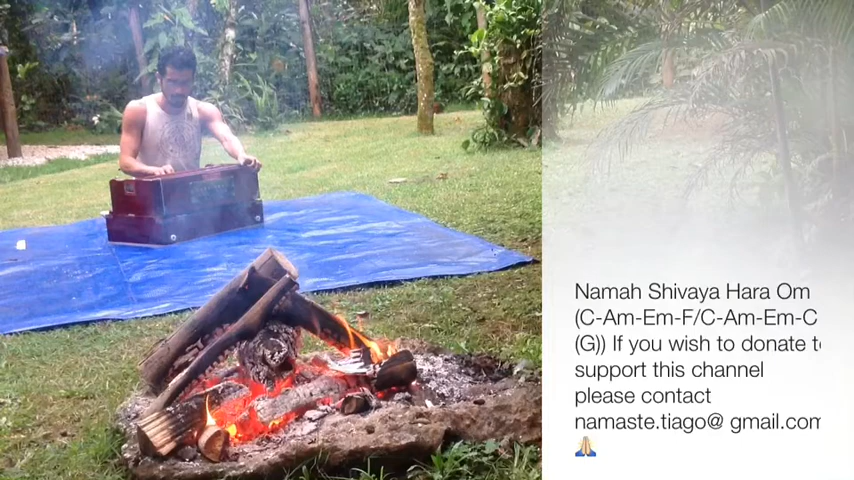 Namah Shivaya Hara Om
(C-Am-Em-F/C-Am-Em-C
(G)) If you wish to donate t
support this channel
please contact
namaste.tiago@ gmail.com
🙏🏼